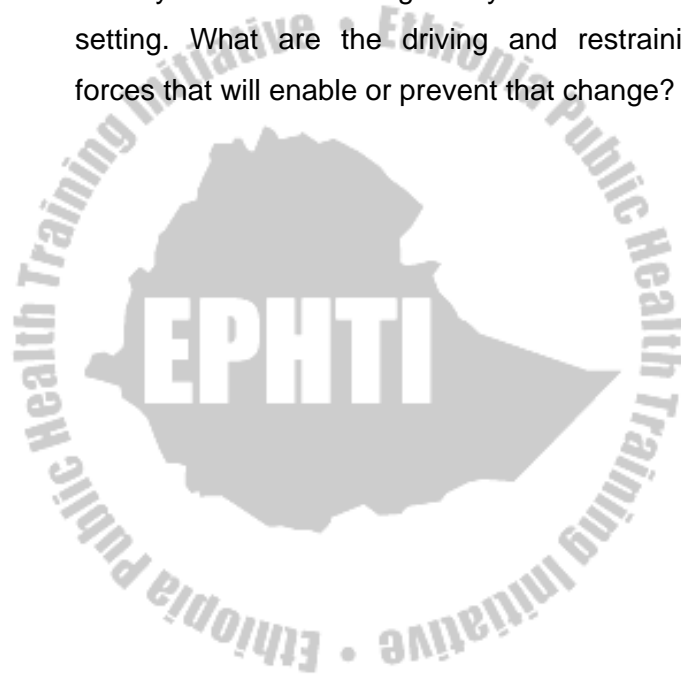 setting. What are the driving and
forces that will enable or prevent that change?
Ethiopia Public Health Training Initiative • Ethiopia Public Health Training Initiative •
EPHTI